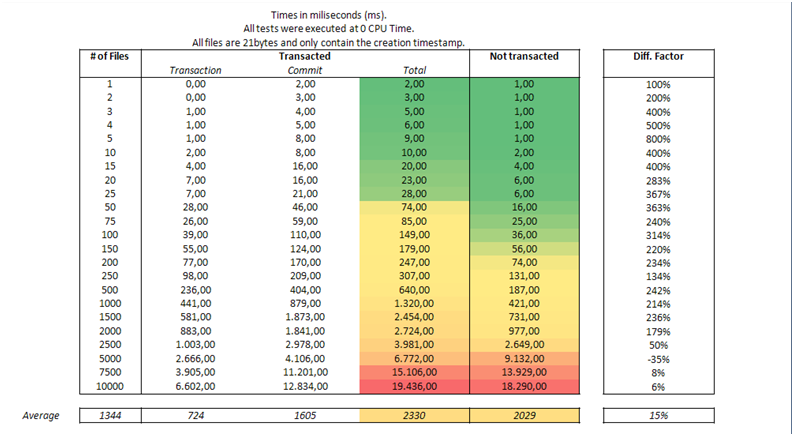 Times in miliseconds (ms).
All tests were executed at 0 CPU Time.
All files are 21bytes and only contain the creation timestamp.
# of Files Transacted Not transacted Diff. Factor
Transaction Commit Total
1 0,00 2,00 2,00 1,00 100%
2 0,00 3,00 3,00 1,00 200%
3 1,00 4,00 5,00 1,00 400%
4 1,00 5,00 6,00 1,00 500%
5 1,00 8,00 9,00 1,00 800%
10 2,00 8,00 10,00 2,00 400%
15 4,00 16,00 20,00 4,00 400%
20 7,00 16,00 23,00 6,00 283%
25 7,00 21,00 28,00 6,00 367%
50 28,00 46,00 74,00 16,00 363%
75 26,00 59,00 85,00 25,00 240%
100 39,00 110,00 149,00 36,00 314%
150 55,00 124,00 179,00 56,00 220%
200 77,00 170,00 247,00 74,00 234%
250 98,00 209,00 307,00 131,00 134%
500 236,00 404,00 640,00 187,00 242%
1000 441,00 879,00 1.320,00 421,00 214%
1500 581,00 1.873,00 2.454,00 731,00 236%
2000 883,00 1.841,00 2.724,00 977,00 179%
2500 1.003,00 2.978,00 3.981,00 2.649,00 50%
5000 2.666,00 4.106,00 6.772,00 9.132,00 -35%
7500 3.905,00 11.201,00 15.106,00 13.929,00 8%
10000 6.602,00 12.834,00 19.436,00 18.290,00 6%
Average 1344 724 1605 2330 2029 15%